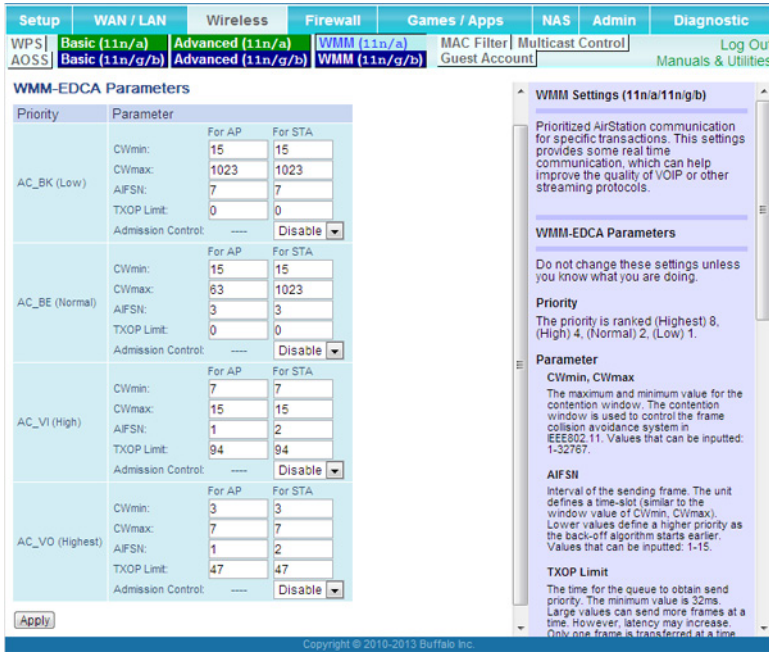 Setup WAN / LAN Wireless Firewall Games / Apps NAS Admin Diagnostic
WPS Basic (11n/a) Advanced (11n/a) WMM (11n/a) MAC Filter Multicast Control Log Out
AOSS Basic (11n/g/b) Advanced (11n/g/b) WMM (11n/g/b) Guest Account Manuals & Utilities
WMM-EDCA Parameters
Priority Parameter
For AP For STA
CWmin: 15 15
CWmax: 1023 1023
AC_BK (Low)
AIFSN: 7 7
TXOP Limit: 0 0
Admission Control: ---- Disable
For AP For STA
CWmin: 15 15
CWmax: 63 1023
AC_BE (Normal)
AIFSN: 3 3
TXOP Limit: 0 0
Admission Control: ---- Disable
For AP For STA
CWmin: 7 7
CWmax: 15 15
AC_VI (High)
AIFSN: 1 2
TXOP Limit: 94 94
Admission Control: ---- Disable
For AP For STA
CWmin: 3 3
CWmax: 7 7
AC_VO (Highest)
AIFSN: 1 2
TXOP Limit: 47 47
Admission Control: ---- Disable
Apply
WMM Settings (11n/a/11n/g/b)
Prioritized AirStation communication
for specific transactions. This settings
provides some real time
communication, which can help
improve the quality of VOIP or other
streaming protocols.
WMM-EDCA Parameters
Do not change these settings unless
you know what you are doing.
Priority
The priority is ranked (Highest) 8,
(High) 4, (Normal) 2, (Low) 1.
Parameter
CWmin, CWmax
The maximum and minimum value for the
contention window. The contention
window is used to control the frame
collision avoidance system in
IEEE802.11. Values that can be inputted:
1-32767.
AIFSN
Interval of the sending frame. The unit
defines a time-slot (similar to the
window value of CWmin, CWmax).
Lower values define a higher priority as
the back-off algorithm starts earlier.
Values that can be inputted: 1-15.
TXOP Limit
The time for the queue to obtain send
priority. The minimum value is 32ms.
Large values can send more frames at a
time. However, latency may increase.
Only one frame is transferred at a time
Copyright © 2010-2013 Buffalo Inc.